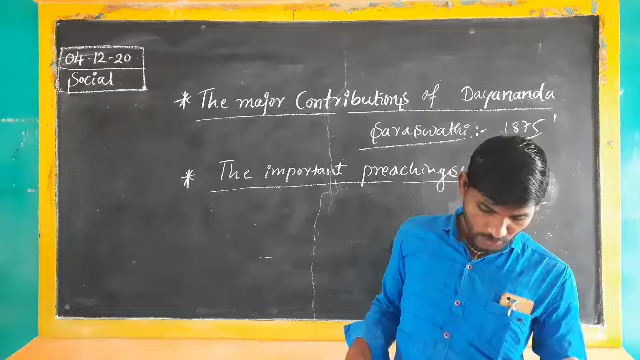 04-12-20
Social
* The major Contributions of Dayananda
Saraswathi:- 1875
* The important preachings